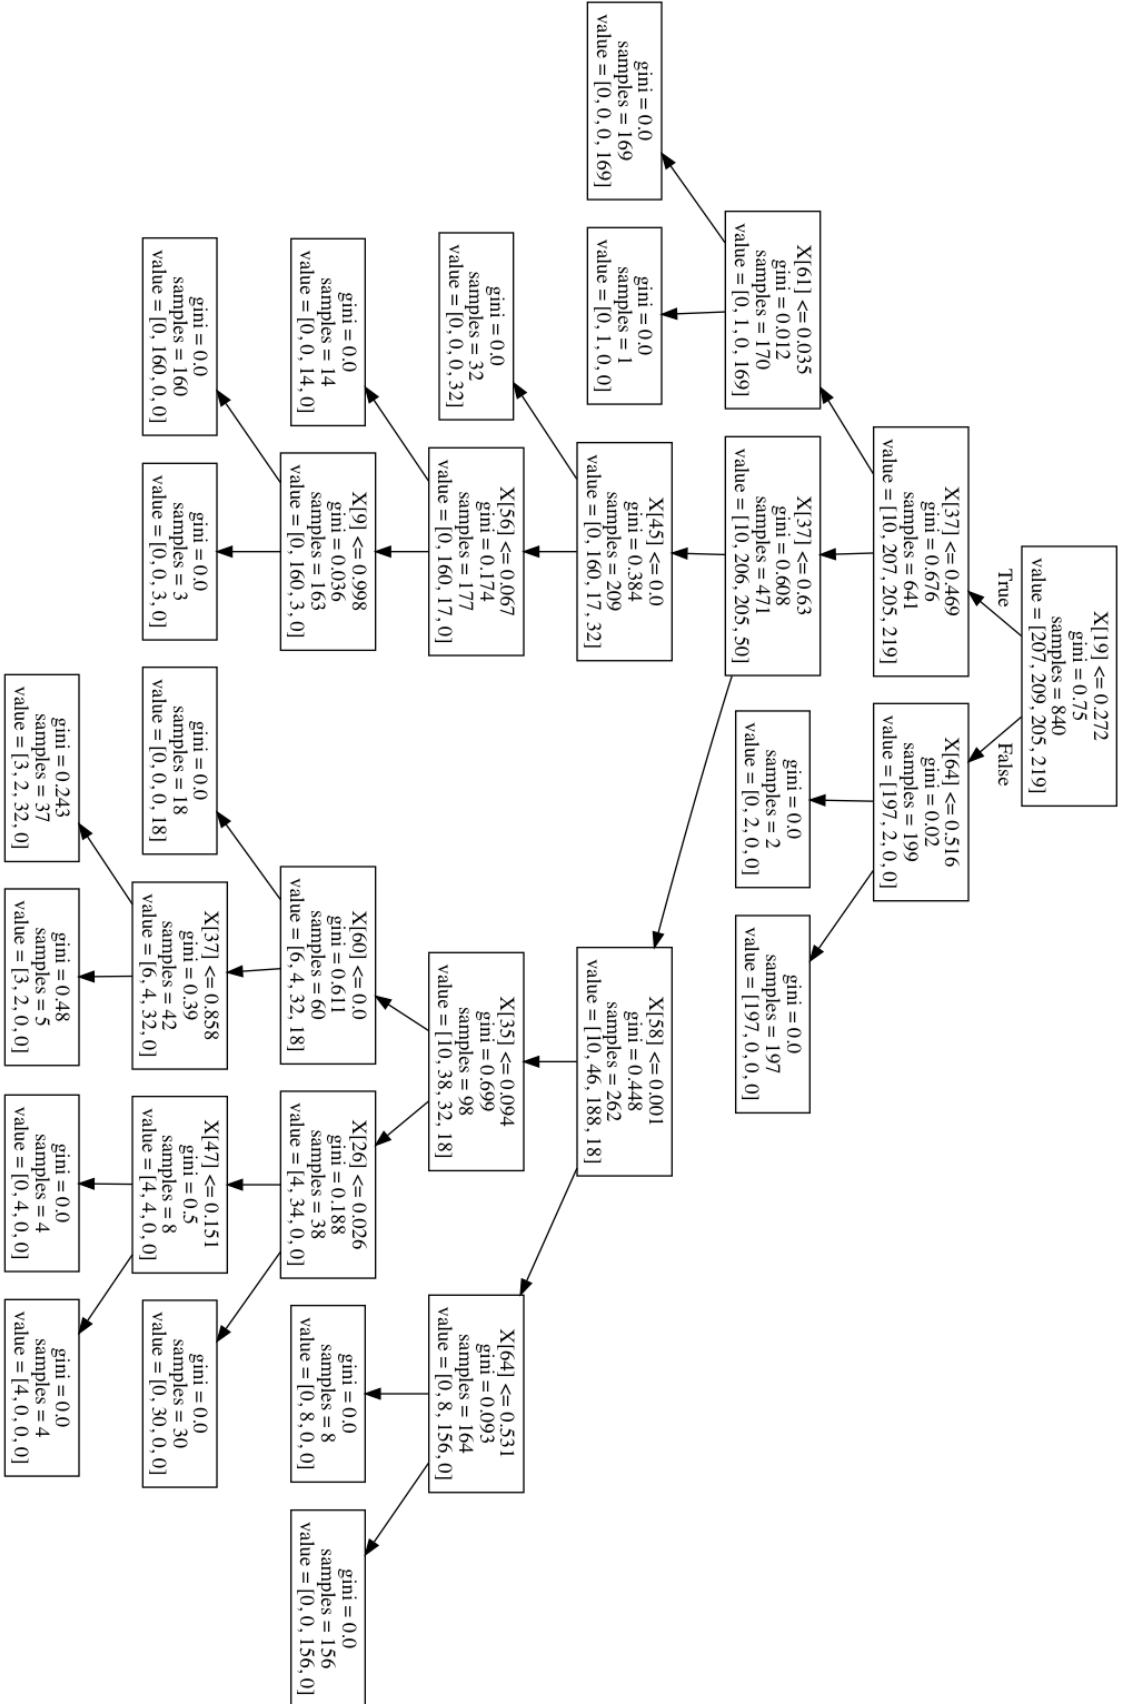 X[19] <= 0.272
gini = 0.75
samples = 840
value = [207, 209, 205, 219]
True
False
X[37] <= 0.469
gini = 0.676
samples = 641
value = [10, 207, 205, 219]
X[64] <= 0.516
gini = 0.02
samples = 199
value = [197, 2, 0, 0]
X[61] <= 0.035
gini = 0.012
samples = 170
value = [0, 1, 0, 169]
X[37] <= 0.63
gini = 0.608
samples = 471
value = [10, 206, 205, 50]
gini = 0.0
samples = 2
value = [0, 2, 0, 0]
gini = 0.0
samples = 197
value = [197, 0, 0, 0]
gini = 0.0
samples = 169
value = [0, 0, 0, 169]
gini = 0.0
samples = 1
value = [0, 1, 0, 0]
X[45] <= 0.0
gini = 0.384
samples = 209
value = [0, 160, 17, 32]
X[58] <= 0.001
gini = 0.448
samples = 262
value = [10, 46, 188, 18]
gini = 0.0
samples = 32
value = [0, 0, 0, 32]
X[56] <= 0.067
gini = 0.174
samples = 177
value = [0, 160, 17, 0]
X[35] <= 0.094
gini = 0.699
samples = 98
value = [10, 38, 32, 18]
X[64] <= 0.531
gini = 0.093
samples = 164
value = [0, 8, 156, 0]
gini = 0.0
samples = 14
value = [0, 0, 14, 0]
X[9] <= 0.998
gini = 0.036
samples = 163
value = [0, 160, 3, 0]
X[60] <= 0.0
gini = 0.611
samples = 60
value = [6, 4, 32, 18]
X[26] <= 0.026
gini = 0.188
samples = 38
value = [4, 34, 0, 0]
gini = 0.0
samples = 8
value = [0, 8, 0, 0]
gini = 0.0
samples = 156
value = [0, 0, 156, 0]
gini = 0.0
samples = 160
value = [0, 160, 0, 0]
gini = 0.0
samples = 3
value = [0, 0, 3, 0]
gini = 0.0
samples = 18
value = [0, 0, 0, 18]
X[37] <= 0.858
gini = 0.39
samples = 42
value = [6, 4, 32, 0]
X[47] <= 0.151
gini = 0.5
samples = 8
value = [4, 4, 0, 0]
gini = 0.0
samples = 30
value = [0, 30, 0, 0]
gini = 0.243
samples = 37
value = [3, 2, 32, 0]
gini = 0.48
samples = 5
value = [3, 2, 0, 0]
gini = 0.0
samples = 4
value = [0, 4, 0, 0]
gini = 0.0
samples = 4
value = [4, 0, 0, 0]